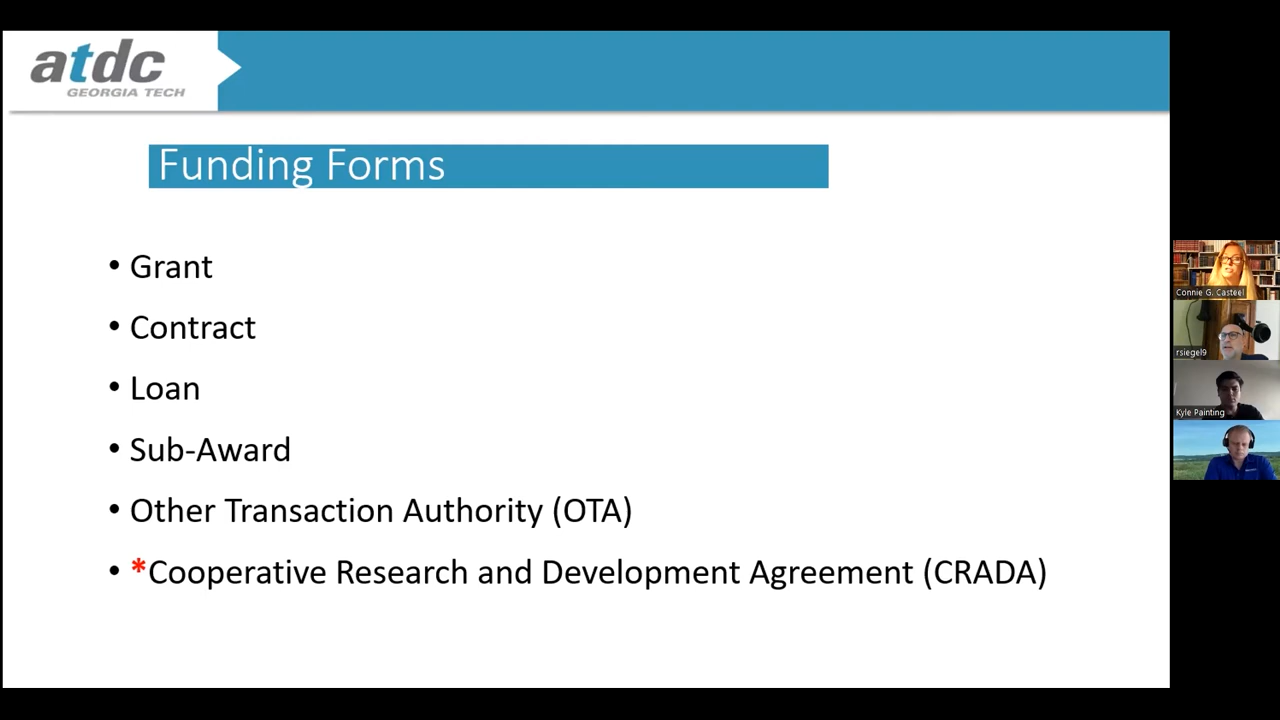 atdc
GEORGIA TECH
Funding Forms
• Grant
• Contract
• Loan
• Sub-Award
• Other Transaction Authority (OTA)
• *Cooperative Research and Development Agreement (CRADA)
Connie G. Casteel
rsiegel9
Kyle Painting